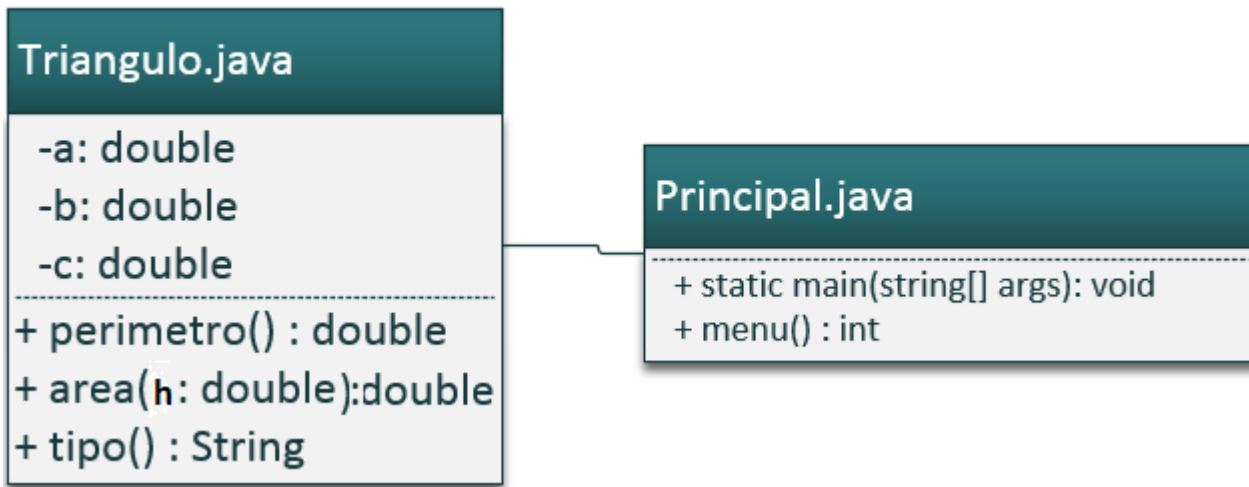 Triangulo.java
-a: double
-b: double
-c: double
+ perimetro() : double
+ area(h: double):double
+ tipo() : String
Principal.java
+ static main(string[] args): void
+ menu() : int